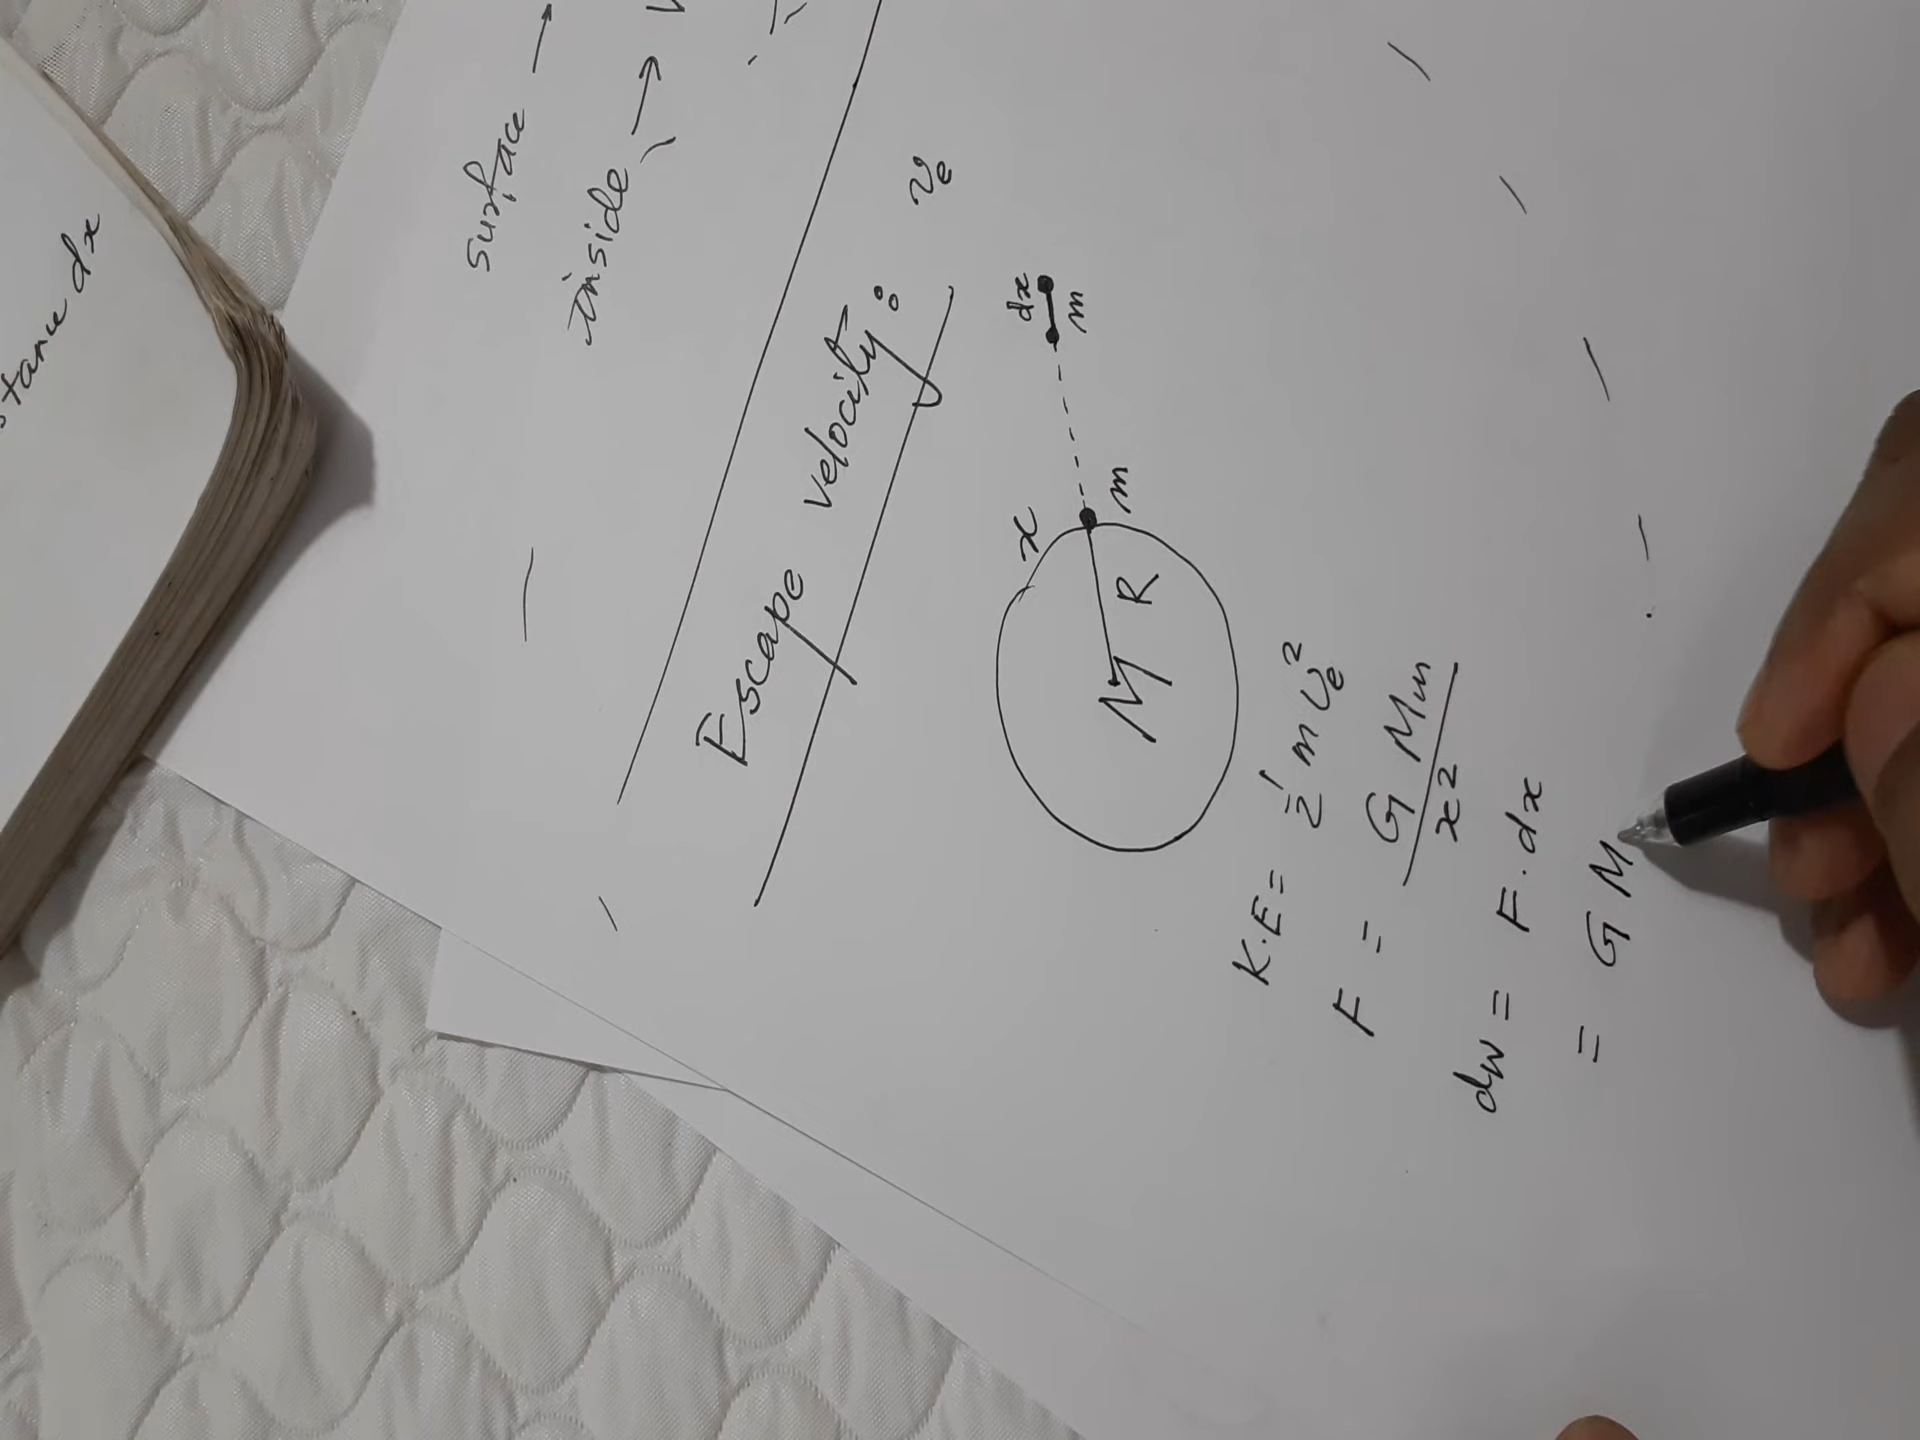 stance dx
surface →
inside →
Escape velocity: vₑ
dx
m
x
m
M R
K.E = 1/2 m vₑ²
F = G Mm / x²
dw = F . dx
= G M